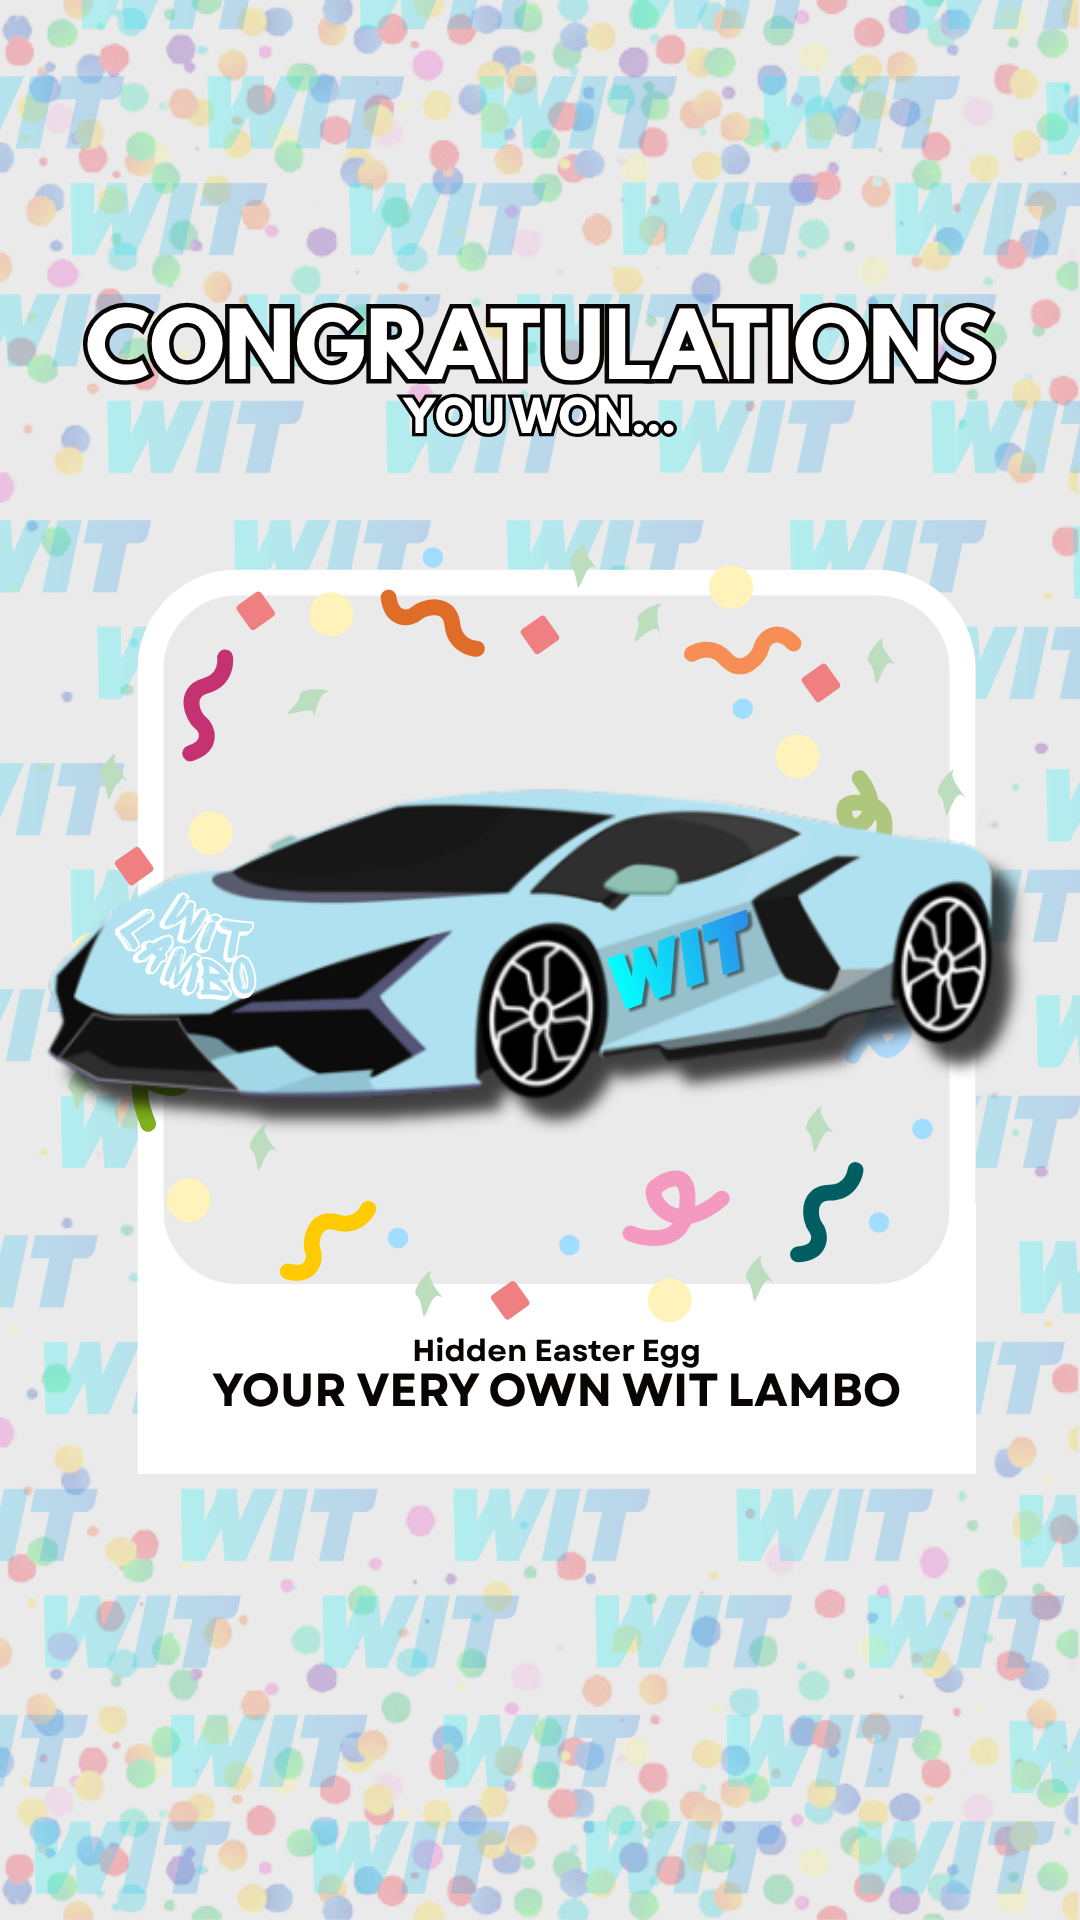 CONGRATULATIONS
YOU WON...
WIT
LAMBO
WIT
Hidden Easter Egg
YOUR VERY OWN WIT LAMBO